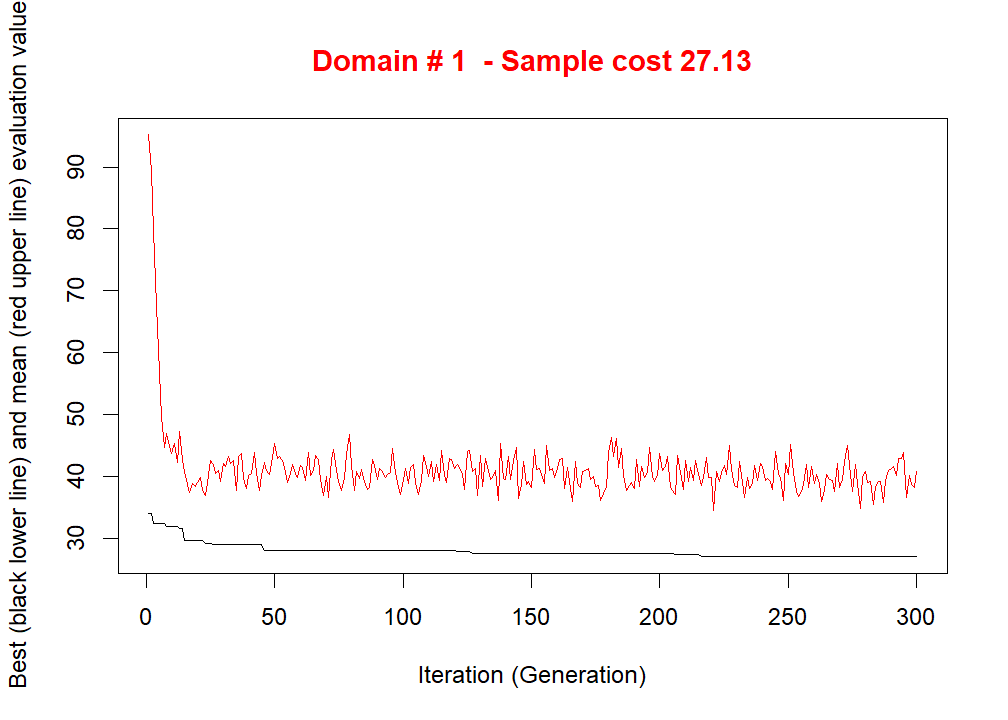 Domain # 1  - Sample cost 27.13
Best (black lower line) and mean (red upper line) evaluation value
90
80
70
60
50
40
30
0 50 100 150 200 250 300
Iteration (Generation)